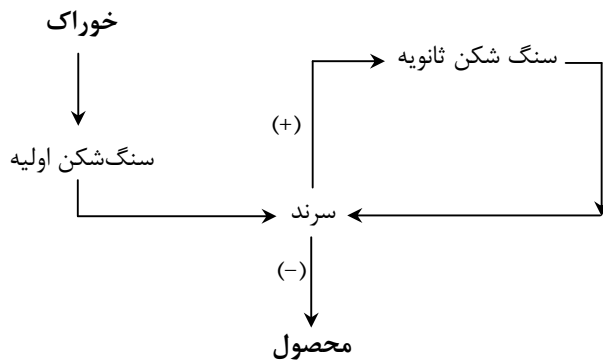 خوراک
سنگ شکن ثانویه
(+)
سنگ‌شکن اولیه
سرند
(−)
محصول